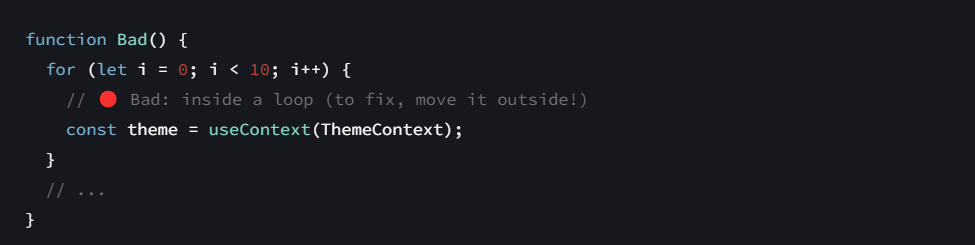 function Bad() {
  for (let i = 0; i < 10; i++) {
    // 🔴 Bad: inside a loop (to fix, move it outside!)
    const theme = useContext(ThemeContext);
  }
  // ...
}